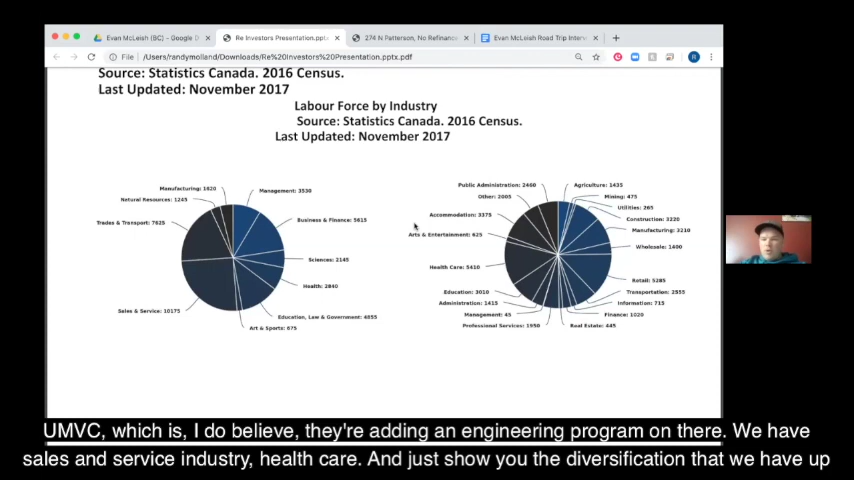 Evan McLeish (BC) – Google D
Re Investors Presentation.pptx
274 N Patterson, No Refinance
Evan McLeish Road Trip Interv
File
/Users/randymolland/Downloads/Re%20Investors%20Presentation.pptx.pdf
R
Source: Statistics Canada. 2016 Census.
Last Updated: November 2017
Labour Force by Industry
Source: Statistics Canada. 2016 Census.
Last Updated: November 2017
Manufacturing: 1620
Natural Resources: 1245
Trades & Transport: 7625
Sales & Service: 10175
Management: 3530
Business & Finance: 5615
Sciences: 2145
Health: 2840
Education, Law & Government: 4855
Art & Sports: 675
Public Administration: 2460
Other: 2005
Accommodation: 3375
Arts & Entertainment: 625
Health Care: 5410
Education: 3010
Administration: 1415
Management: 45
Professional Services: 1950
Agriculture: 1435
Mining: 475
Utilities: 265
Construction: 3220
Manufacturing: 3210
Wholesale: 1400
Retail: 5285
Transportation: 2555
Information: 715
Finance: 1020
Real Estate: 445
UMVC, which is, I do believe, they're adding an engineering program on there. We have
sales and service industry, health care. And just show you the diversification that we have up